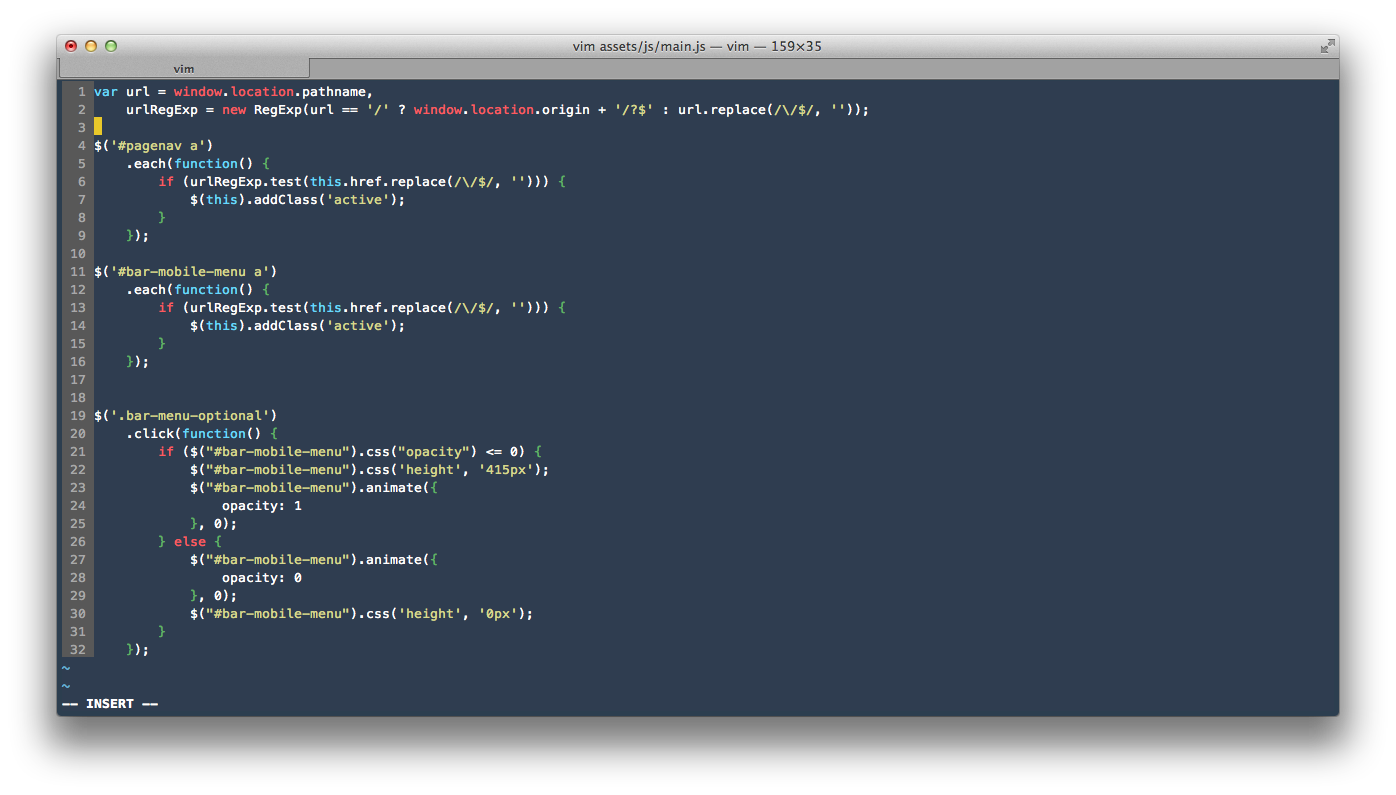 vim assets/js/main.js — vim — 159×35
vim
1 var url = window.location.pathname,
2     urlRegExp = new RegExp(url == '/' ? window.location.origin + '/?$' : url.replace(/\/$/, ''));
3
4 $('#pagenav a')
5     .each(function() {
6         if (urlRegExp.test(this.href.replace(/\/$/, ''))) {
7             $(this).addClass('active');
8         }
9     });
10
11 $('#bar-mobile-menu a')
12     .each(function() {
13         if (urlRegExp.test(this.href.replace(/\/$/, ''))) {
14             $(this).addClass('active');
15         }
16     });
17
18
19 $('.bar-menu-optional')
20     .click(function() {
21         if ($("#bar-mobile-menu").css("opacity") <= 0) {
22             $("#bar-mobile-menu").css('height', '415px');
23             $("#bar-mobile-menu").animate({
24                 opacity: 1
25             }, 0);
26         } else {
27             $("#bar-mobile-menu").animate({
28                 opacity: 0
29             }, 0);
30             $("#bar-mobile-menu").css('height', '0px');
31         }
32     });
~
~
-- INSERT --